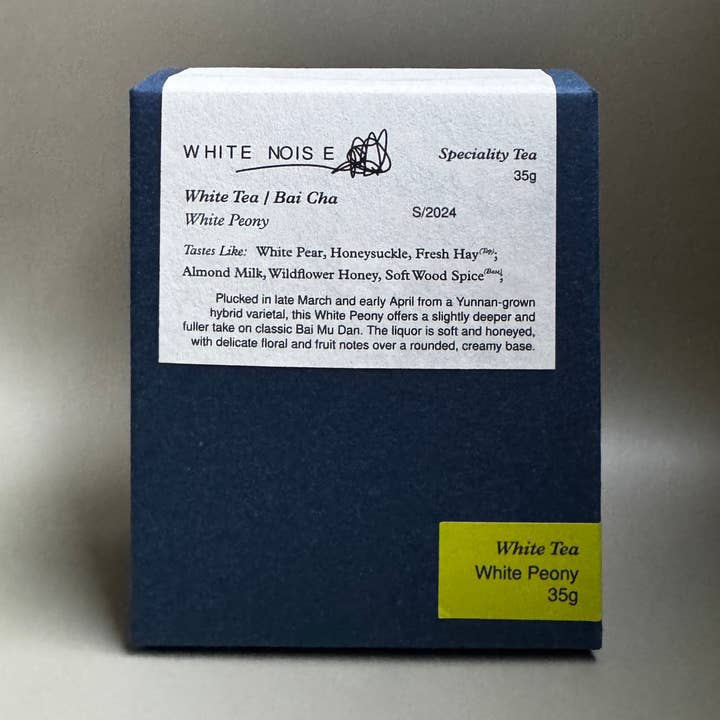 WHITE NOISE
Speciality Tea
35g
White Tea / Bai Cha
White Peony
S/2024
Tastes Like: White Pear, Honeysuckle, Fresh Hay(Top);
Almond Milk, Wildflower Honey, Soft Wood Spice(Base);
Plucked in late March and early April from a Yunnan-grown
hybrid varietal, this White Peony offers a slightly deeper and
fuller take on classic Bai Mu Dan. The liquor is soft and honeyed,
with delicate floral and fruit notes over a rounded, creamy base.
White Tea
White Peony
35g